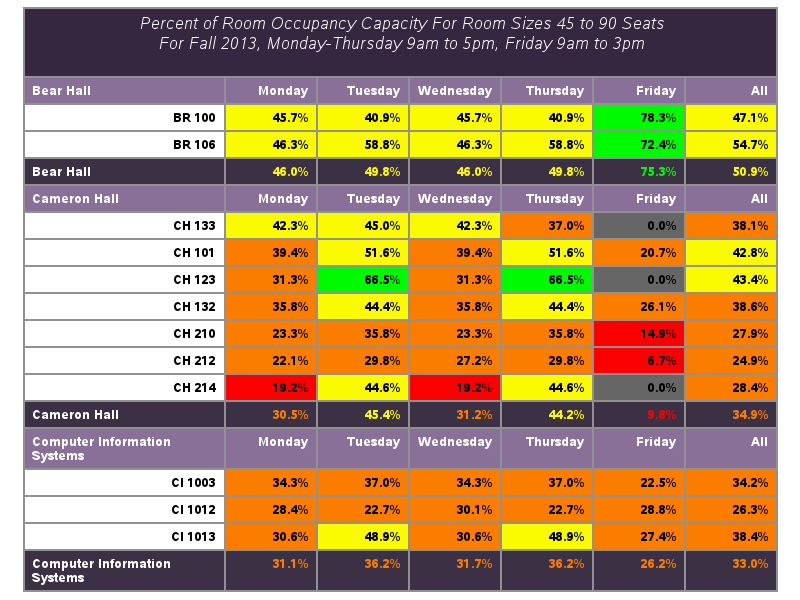 Percent of Room Occupancy Capacity For Room Sizes 45 to 90 Seats
For Fall 2013, Monday-Thursday 9am to 5pm, Friday 9am to 3pm
Bear Hall Monday Tuesday Wednesday Thursday Friday All
BR 100 45.7% 40.9% 45.7% 40.9% 78.3% 47.1%
BR 106 46.3% 58.8% 46.3% 58.8% 72.4% 54.7%
Bear Hall 46.0% 49.8% 46.0% 49.8% 75.3% 50.9%
Cameron Hall Monday Tuesday Wednesday Thursday Friday All
CH 133 42.3% 45.0% 42.3% 37.0% 0.0% 38.1%
CH 101 39.4% 51.6% 39.4% 51.6% 20.7% 42.8%
CH 123 31.3% 66.5% 31.3% 66.5% 0.0% 43.4%
CH 132 35.8% 44.4% 35.8% 44.4% 26.1% 38.6%
CH 210 23.3% 35.8% 23.3% 35.8% 14.9% 27.9%
CH 212 22.1% 29.8% 27.2% 29.8% 6.7% 24.9%
CH 214 19.2% 44.6% 19.2% 44.6% 0.0% 28.4%
Cameron Hall 30.5% 45.4% 31.2% 44.2% 9.8% 34.9%
Computer Information Monday Tuesday Wednesday Thursday Friday All
Systems
CI 1003 34.3% 37.0% 34.3% 37.0% 22.5% 34.2%
CI 1012 28.4% 22.7% 30.1% 22.7% 28.8% 26.3%
CI 1013 30.6% 48.9% 30.6% 48.9% 27.4% 38.4%
Computer Information 31.1% 36.2% 31.7% 36.2% 26.2% 33.0%
Systems